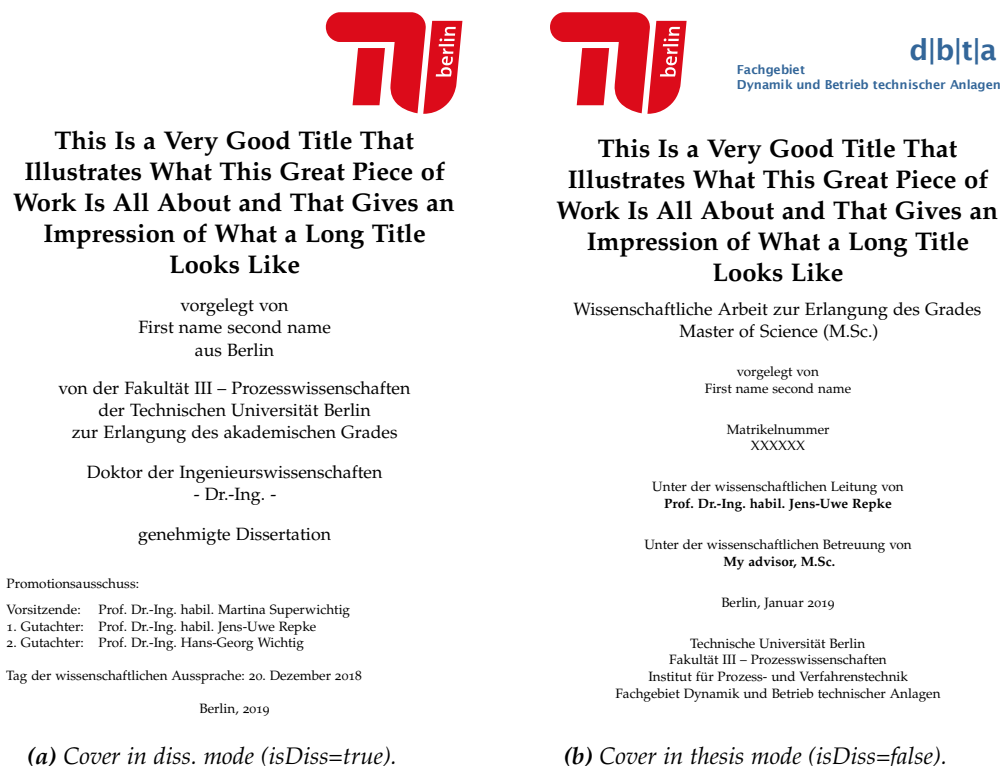 berlin
This Is a Very Good Title That
Illustrates What This Great Piece of
Work Is All About and That Gives an
Impression of What a Long Title
Looks Like
vorgelegt von
First name second name
aus Berlin
von der Fakultät III – Prozesswissenschaften
der Technischen Universität Berlin
zur Erlangung des akademischen Grades
Doktor der Ingenieurswissenschaften
- Dr.-Ing. -
genehmigte Dissertation
Promotionsausschuss:
Vorsitzende: Prof. Dr.-Ing. habil. Martina Superwichtig
1. Gutachter: Prof. Dr.-Ing. habil. Jens-Uwe Repke
2. Gutachter: Prof. Dr.-Ing. Hans-Georg Wichtig
Tag der wissenschaftlichen Aussprache: 20. Dezember 2018
Berlin, 2019
(a) Cover in diss. mode (isDiss=true).
berlin
d|b|t|a
Fachgebiet
Dynamik und Betrieb technischer Anlagen
This Is a Very Good Title That
Illustrates What This Great Piece of
Work Is All About and That Gives an
Impression of What a Long Title
Looks Like
Wissenschaftliche Arbeit zur Erlangung des Grades
Master of Science (M.Sc.)
vorgelegt von
First name second name
Matrikelnummer
XXXXXX
Unter der wissenschaftlichen Leitung von
Prof. Dr.-Ing. habil. Jens-Uwe Repke
Unter der wissenschaftlichen Betreuung von
My advisor, M.Sc.
Berlin, Januar 2019
Technische Universität Berlin
Fakultät III – Prozesswissenschaften
Institut für Prozess- und Verfahrenstechnik
Fachgebiet Dynamik und Betrieb technischer Anlagen
(b) Cover in thesis mode (isDiss=false).